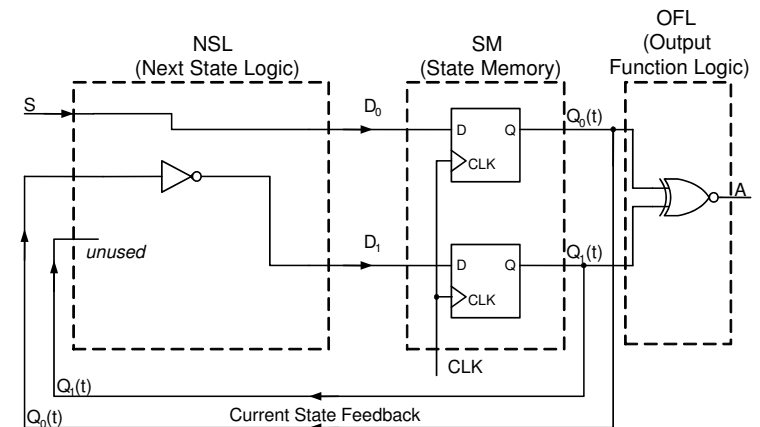 NSL
(Next State Logic)
SM
(State Memory)
OFL
(Output
Function Logic)
S
D₀
D
Q
CLK
Q₀(t)
A
unused
D₁
D
Q
CLK
Q₁(t)
CLK
Q₁(t)
Q₀(t)
Current State Feedback